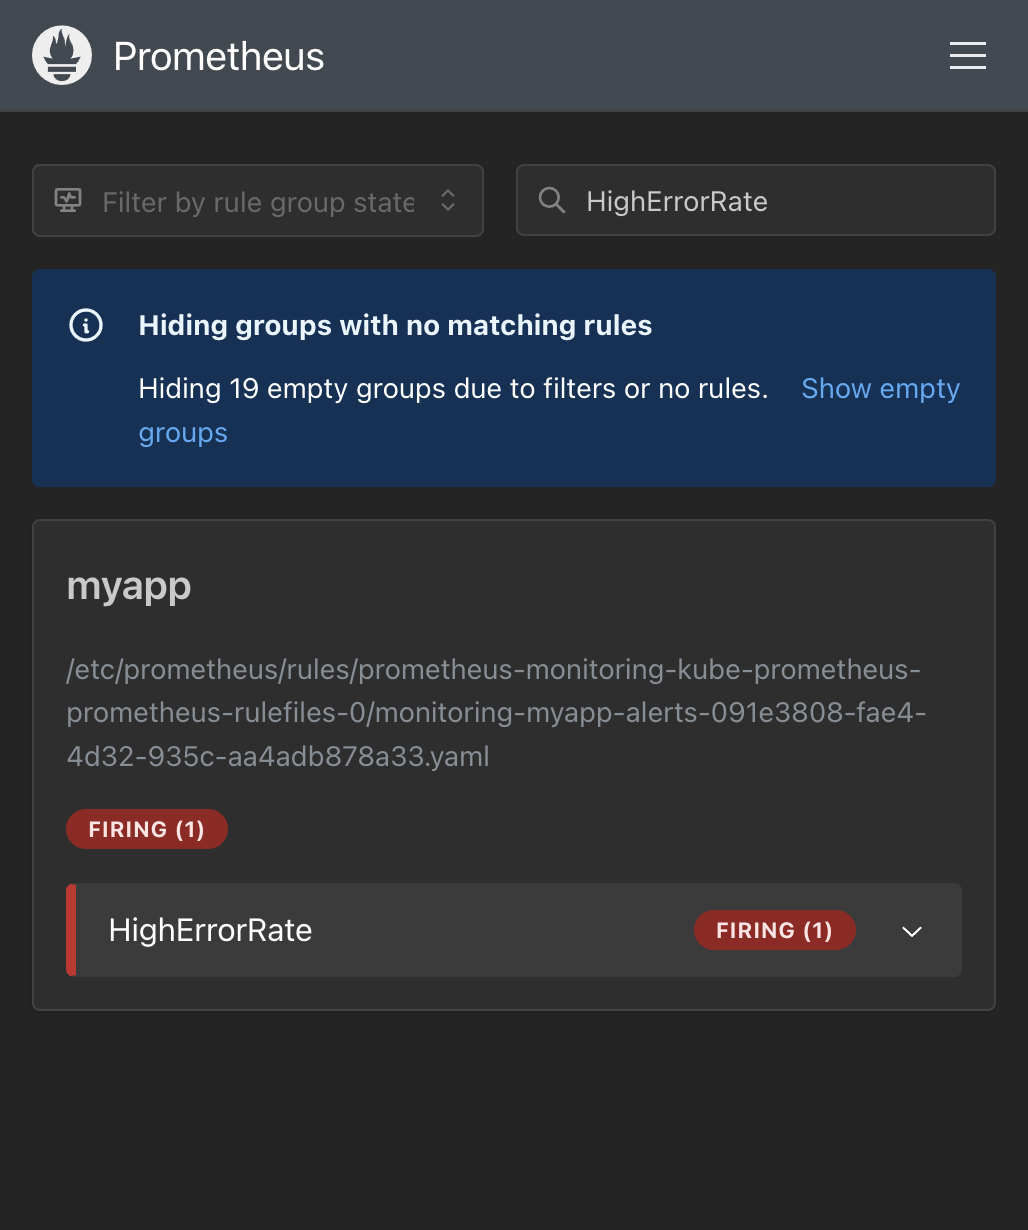 Prometheus
Filter by rule group state
HighErrorRate
Hiding groups with no matching rules
Hiding 19 empty groups due to filters or no rules. Show empty
groups
myapp
/etc/prometheus/rules/prometheus-monitoring-kube-prometheus-
prometheus-rulefiles-0/monitoring-myapp-alerts-091e3808-fae4-
4d32-935c-aa4adb878a33.yaml
FIRING (1)
HighErrorRate FIRING (1)